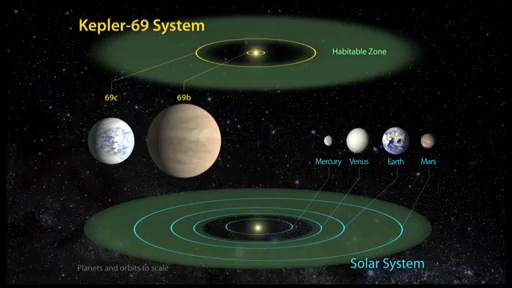 Kepler-69 System
Habitable Zone
69c
69b
Mercury
Venus
Earth
Mars
Planets and orbits to scale
Solar System